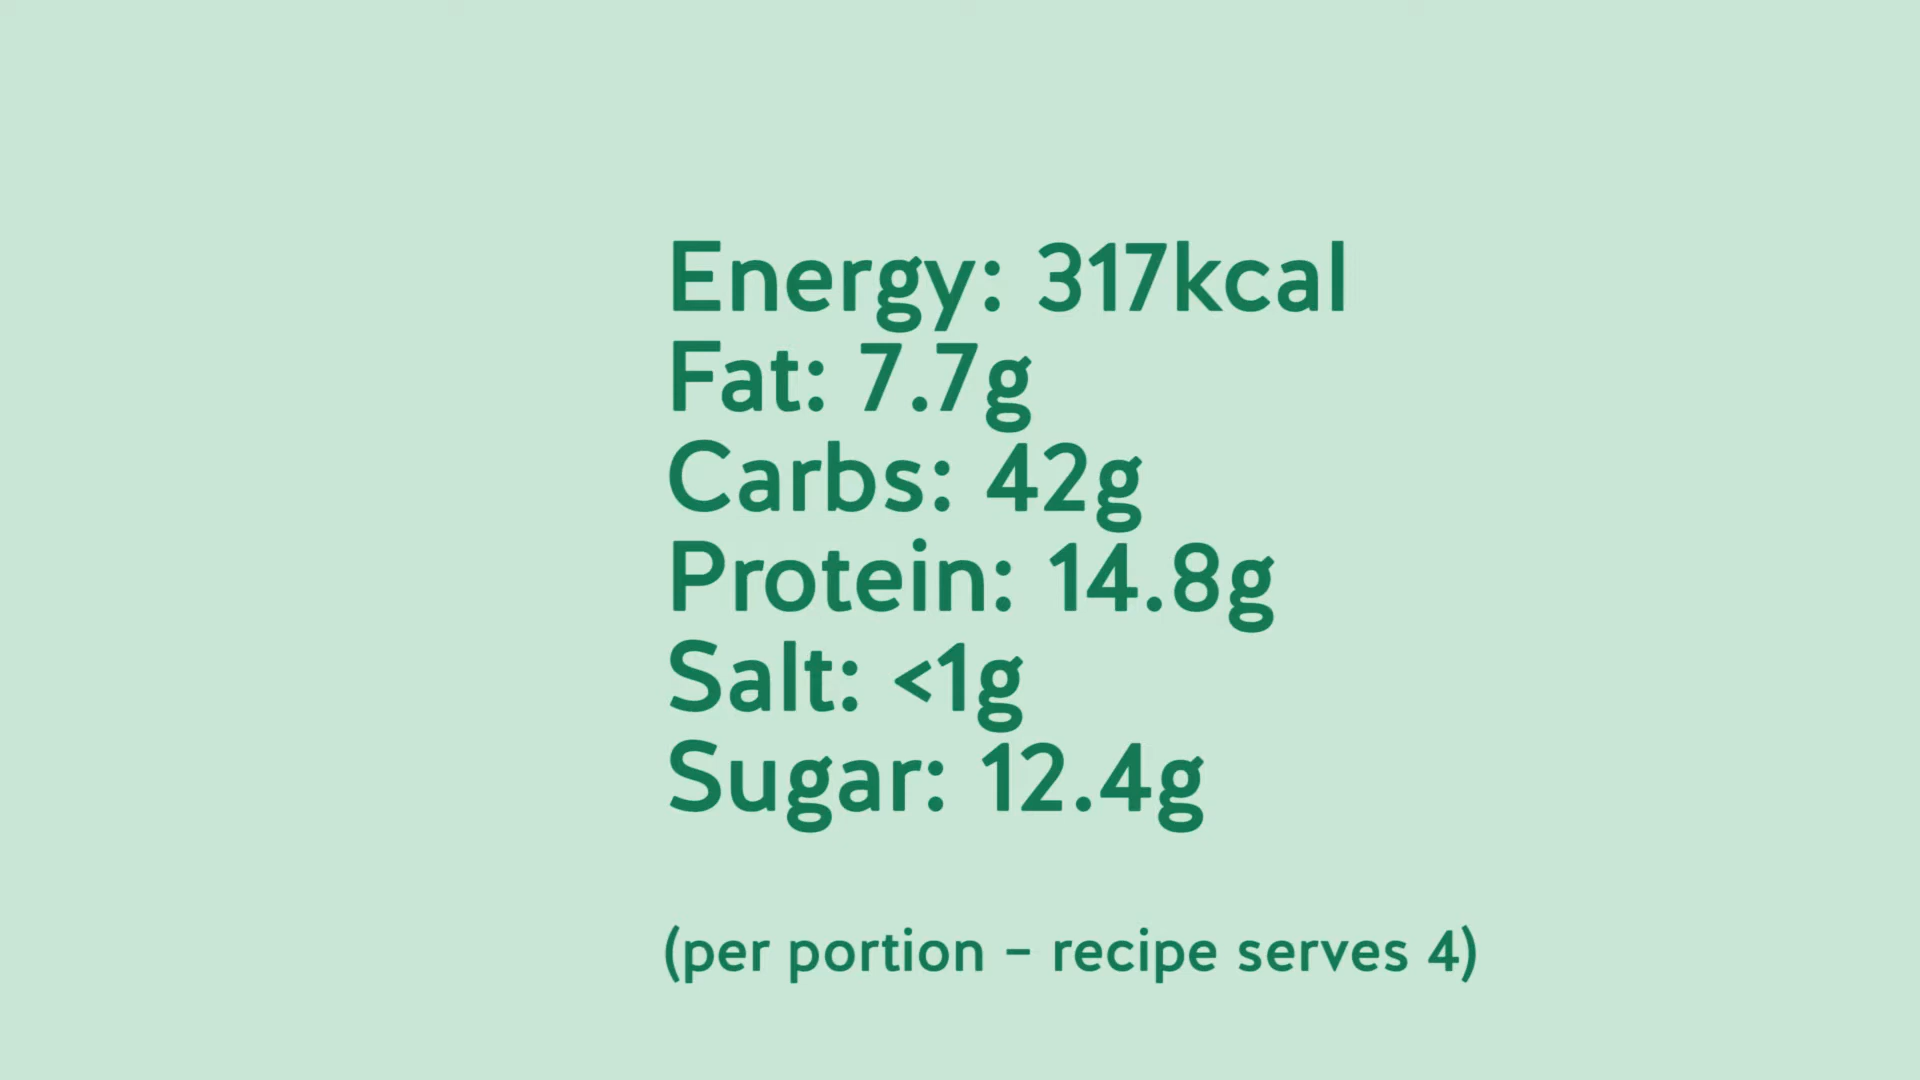 Energy: 317kcal
Fat: 7.7g
Carbs: 42g
Protein: 14.8g
Salt: <1g
Sugar: 12.4g
(per portion – recipe serves 4)